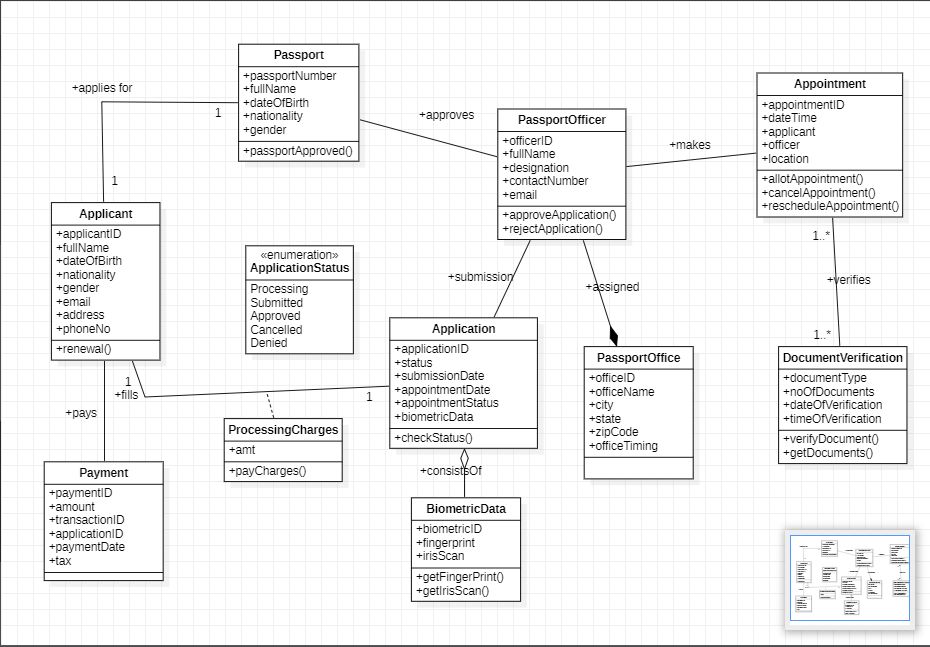 Passport
+passportNumber
+fullName
+dateOfBirth
+nationality
+gender
+passportApproved()
+applies for
1
1
+approves
PassportOfficer
+officerID
+fullName
+designation
+contactNumber
+email
+approveApplication()
+rejectApplication()
+makes
Appointment
+appointmentID
+dateTime
+applicant
+officer
+location
+allotAppointment()
+cancelAppointment()
+rescheduleAppointment()
Applicant
+applicantID
+fullName
+dateOfBirth
+nationality
+gender
+email
+address
+phoneNo
+renewal()
«enumeration»
ApplicationStatus
Processing
Submitted
Approved
Cancelled
Denied
+submission
+assigned
1..*
+verifies
1..*
Application
+applicationID
+status
+submissionDate
+appointmentDate
+appointmentStatus
+biometricData
+checkStatus()
PassportOffice
+officeID
+officeName
+city
+state
+zipCode
+officeTiming
DocumentVerification
+documentType
+noOfDocuments
+dateOfVerification
+timeOfVerification
+verifyDocument()
+getDocuments()
1
+fills
1
+pays
ProcessingCharges
+amt
+payCharges()
+consistsOf
Payment
+paymentID
+amount
+transactionID
+applicationID
+paymentDate
+tax
BiometricData
+biometricID
+fingerprint
+irisScan
+getFingerPrint()
+getIrisScan()